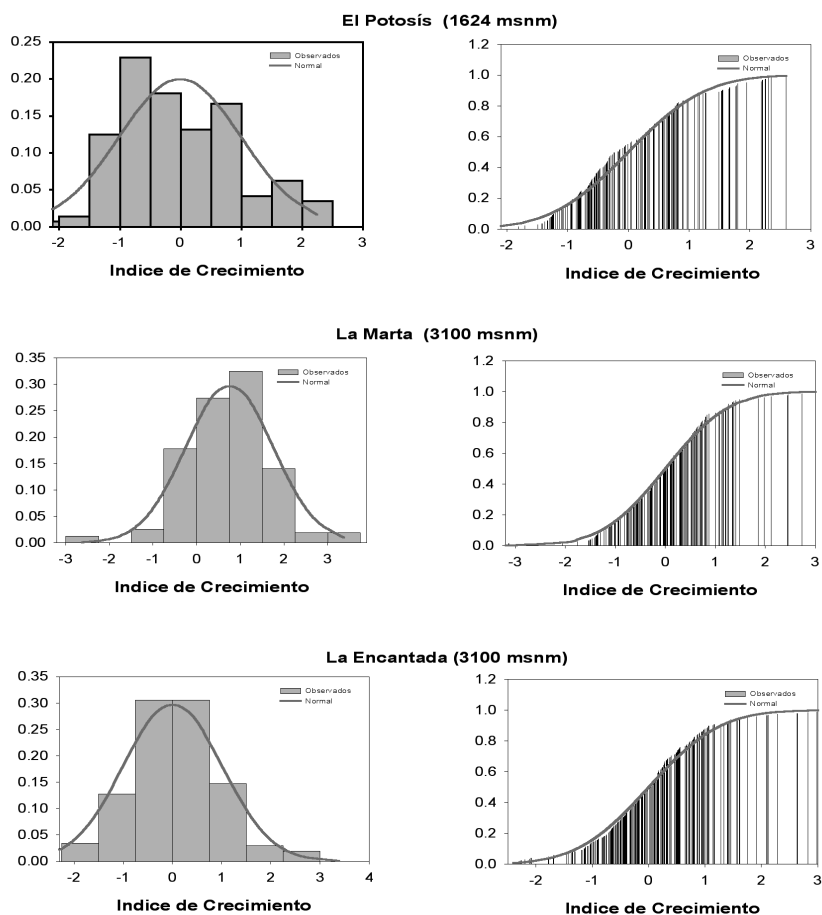 El Potosís (1624 msnm)
0.25
0.20
0.15
0.10
0.05
0.00
Observados
Normal
-2 -1 0 1 2 3
Indice de Crecimiento
1.2
1.0
0.8
0.6
0.4
0.2
0.0
Observados
Normal
-2 -1 0 1 2 3
Indice de Crecimiento
La Marta (3100 msnm)
0.35
0.30
0.25
0.20
0.15
0.10
0.05
0.00
Observados
Normal
-3 -2 -1 0 1 2 3
Indice de Crecimiento
1.2
1.0
0.8
0.6
0.4
0.2
0.0
Observados
Normal
-3 -2 -1 0 1 2 3
Indice de Crecimiento
La Encantada (3100 msnm)
0.35
0.30
0.25
0.20
0.15
0.10
0.05
0.00
Observados
Normal
-2 -1 0 1 2 3 4
Indice de Crecimiento
1.2
1.0
0.8
0.6
0.4
0.2
0.0
Observados
Normal
-2 -1 0 1 2 3
Indice de Crecimiento